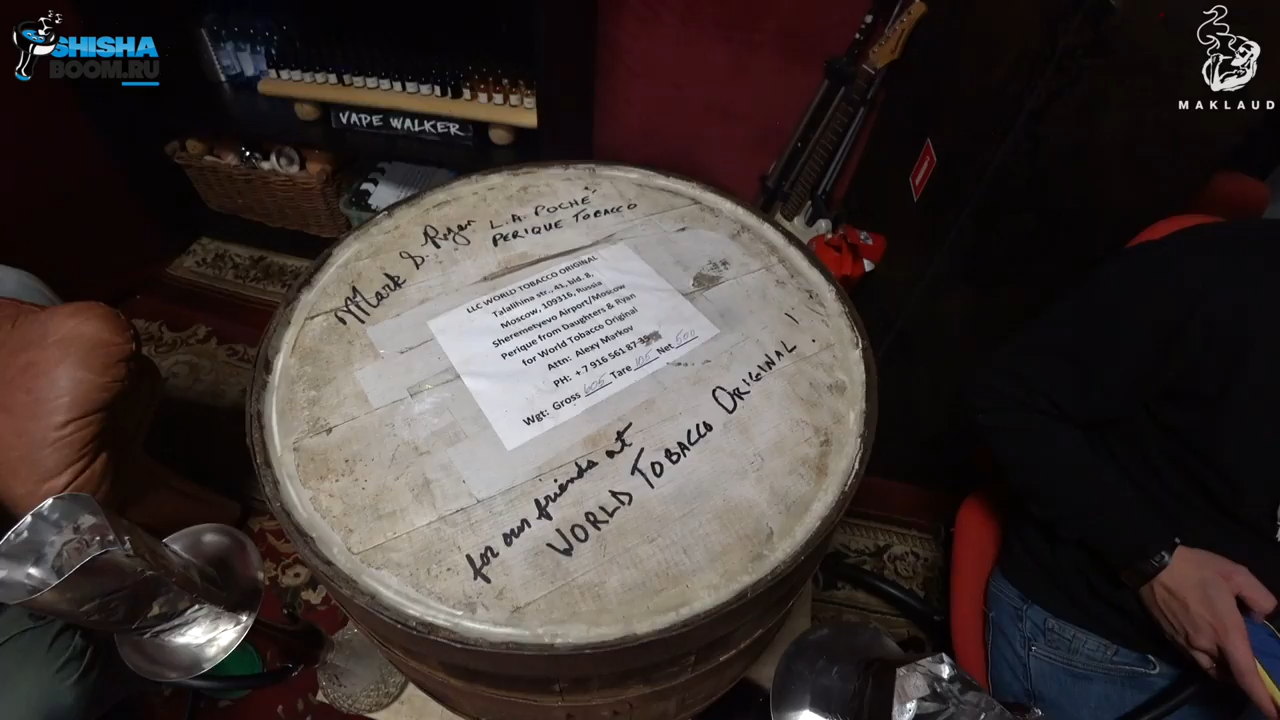 SHISHA
BOOM.RU
MAKLAUD
VAPE WALKER
Mark S. Ryan L.A. POCHÉ
PERIQUE TOBACCO
LLC WORLD TOBACCO ORIGINAL
Talalihina str., 41, bld. 8,
Moscow, 109316, Russia
Sheremetyevo Airport/Moscow
Perique from Daughters & Ryan
for World Tobacco Original
Attn: Alexy Markov
PH: +7 916 561 87
Wgt: Gross 605 Tare 105 Net 500
for our friends at
WORLD TOBACCO ORIGINAL!